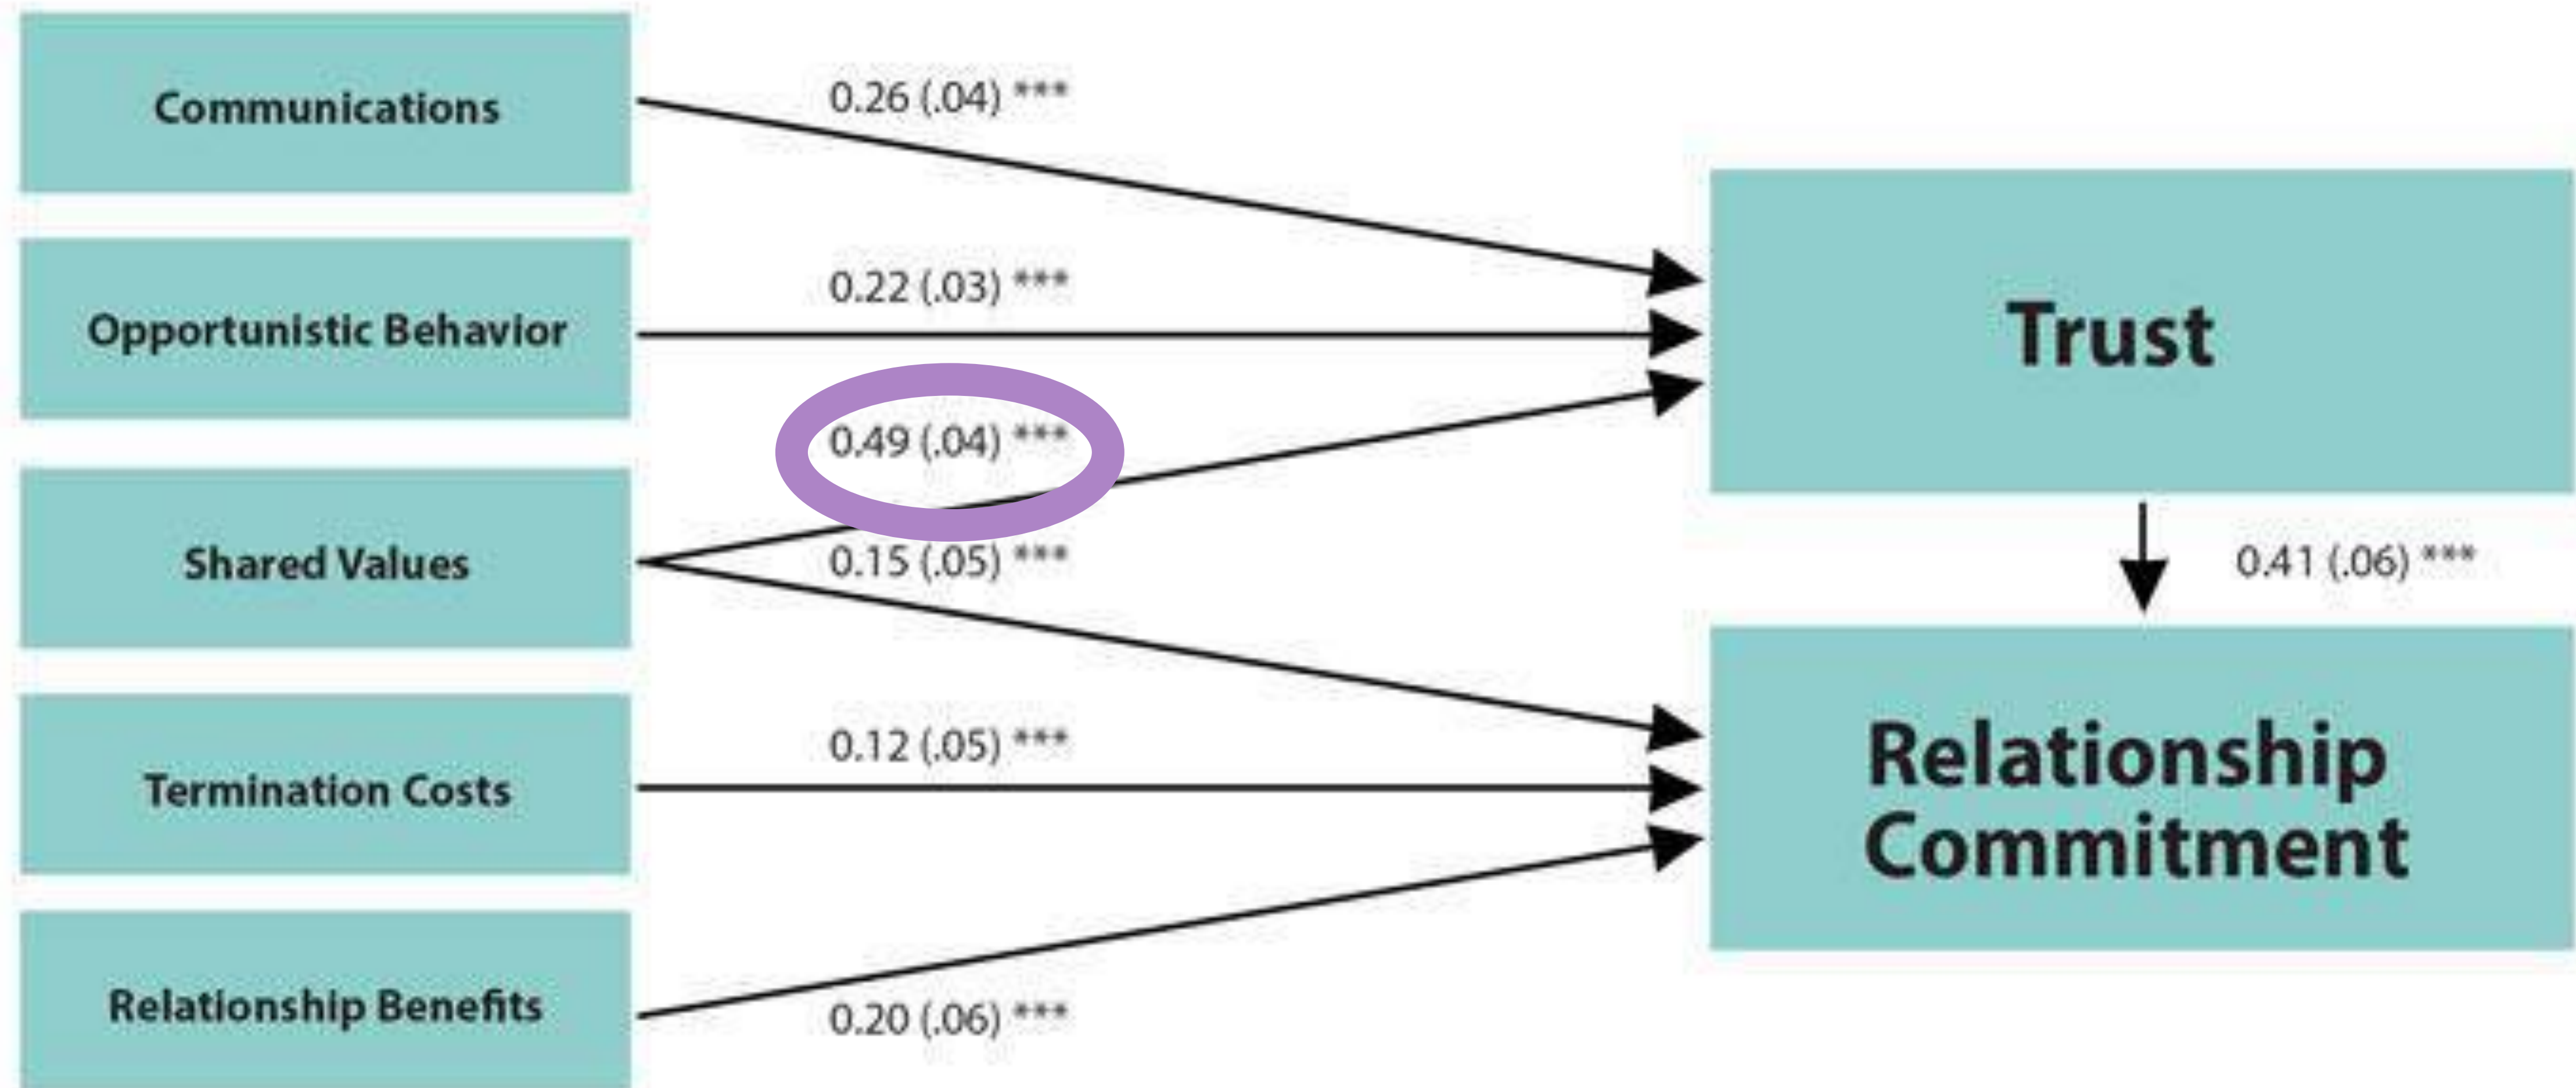 Communications
0.26 (.04) ***
Opportunistic Behavior
0.22 (.03) ***
Trust
0.49 (.04) ***
Shared Values
0.15 (.05) ***
0.41 (.06) ***
Termination Costs
0.12 (.05) ***
Relationship
Commitment
Relationship Benefits
0.20 (.06) ***